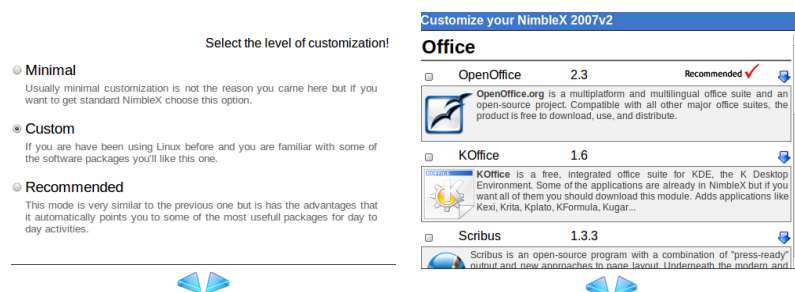 Select the level of customization!
Minimal
Usually minimal customization is not the reason you came here but if you
want to get standard NimbleX choose this option.
Custom
If you are have been using Linux before and you are familiar with some of
the software packages you'll like this one.
Recommended
This mode is very similar to the previous one but is has the advantages that
it automatically points you to some of the most usefull packages for day to
day activities.
Customize your NimbleX 2007v2
Office
OpenOffice 2.3 Recommended
OpenOffice.org is a multiplatform and multilingual office suite and an
open-source project. Compatible with all other major office suites, the
product is free to download, use, and distribute.
KOffice 1.6
KOffice is a free, integrated office suite for KDE, the K Desktop
Environment. Some of the applications are already in NimbleX but if you
want all of them you should download this module. Adds applications like
Kexi, Krita, Kplato, KFormula, Kugar...
Scribus 1.3.3
Scribus is an open-source program with a combination of "press-ready"
output and new approaches to page layout. Underneath the modern and